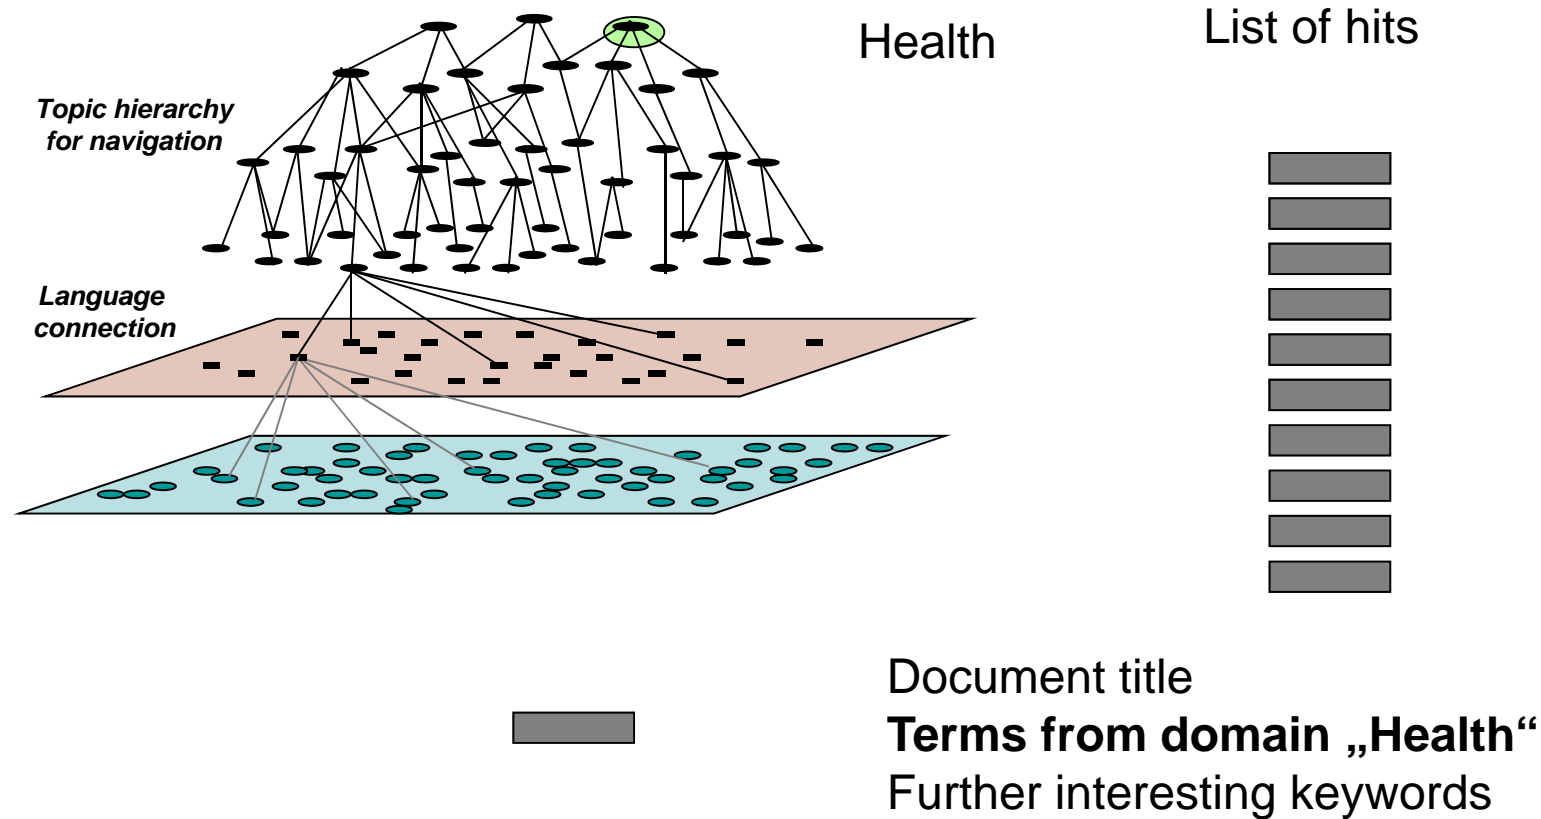 Health
List of hits
Topic hierarchy
for navigation
Language
connection
Document title
Terms from domain „Health“
Further interesting keywords